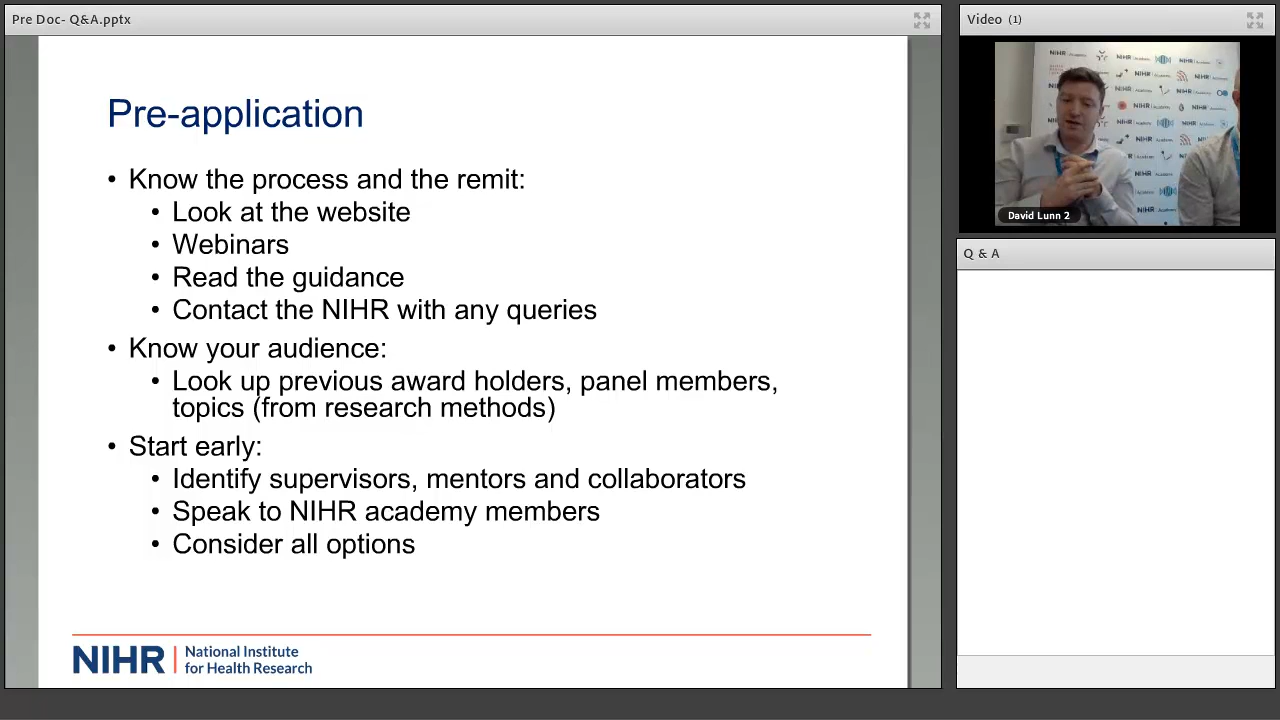 Pre Doc- Q&A.pptx
Pre-application
• Know the process and the remit:
• Look at the website
• Webinars
• Read the guidance
• Contact the NIHR with any queries
• Know your audience:
• Look up previous award holders, panel members,
topics (from research methods)
• Start early:
• Identify supervisors, mentors and collaborators
• Speak to NIHR academy members
• Consider all options
NIHR | National Institute
for Health Research
Video (1)
David Lunn 2
Q & A